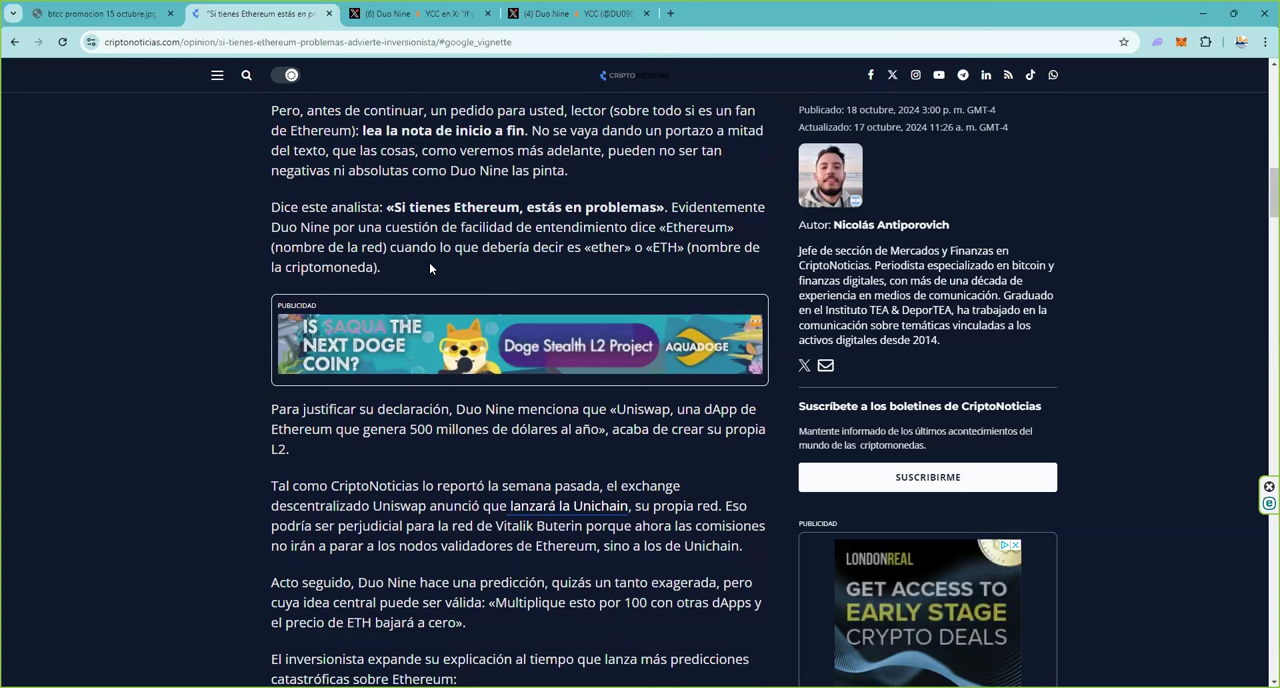 btcc promocion 15 octubre.jpg
"Si tienes Ethereum estás en pr
(6) Duo Nine
YCC en X: "If y
(4) Duo Nine
YCC (@DU09B
criptonoticias.com/opinion/si-tienes-ethereum-problemas-advierte-inversionista/#google_vignette
CRIPTONOTICIAS
Pero, antes de continuar, un pedido para usted, lector (sobre todo si es un fan
de Ethereum): lea la nota de inicio a fin. No se vaya dando un portazo a mitad
del texto, que las cosas, como veremos más adelante, pueden no ser tan
negativas ni absolutas como Duo Nine las pinta.
Dice este analista: «Si tienes Ethereum, estás en problemas». Evidentemente
Duo Nine por una cuestión de facilidad de entendimiento dice «Ethereum»
(nombre de la red) cuando lo que debería decir es «ether» o «ETH» (nombre de
la criptomoneda).
PUBLICIDAD
IS $AQUA THE
NEXT DOGE
COIN?
Doge Stealth L2 Project
AQUADOGE
Para justificar su declaración, Duo Nine menciona que «Uniswap, una dApp de
Ethereum que genera 500 millones de dólares al año», acaba de crear su propia
L2.
Tal como CriptoNoticias lo reportó la semana pasada, el exchange
descentralizado Uniswap anunció que lanzará la Unichain, su propia red. Eso
podría ser perjudicial para la red de Vitalik Buterin porque ahora las comisiones
no irán a parar a los nodos validadores de Ethereum, sino a los de Unichain.
Acto seguido, Duo Nine hace una predicción, quizás un tanto exagerada, pero
cuya idea central puede ser válida: «Multiplique esto por 100 con otras dApps y
el precio de ETH bajará a cero».
El inversionista expande su explicación al tiempo que lanza más predicciones
catastróficas sobre Ethereum:
Publicado: 18 octubre, 2024 3:00 p. m. GMT-4
Actualizado: 17 octubre, 2024 11:26 a. m. GMT-4
Autor: Nicolás Antiporovich
Jefe de sección de Mercados y Finanzas en
CriptoNoticias. Periodista especializado en bitcoin y
finanzas digitales, con más de una década de
experiencia en medios de comunicación. Graduado
en el Instituto TEA & DeporTEA, ha trabajado en la
comunicación sobre temáticas vinculadas a los
activos digitales desde 2014.
Suscríbete a los boletines de CriptoNoticias
Mantente informado de los últimos acontecimientos del
mundo de las criptomonedas.
SUSCRIBIRME
PUBLICIDAD
LONDONREAL
GET ACCESS TO
EARLY STAGE
CRYPTO DEALS